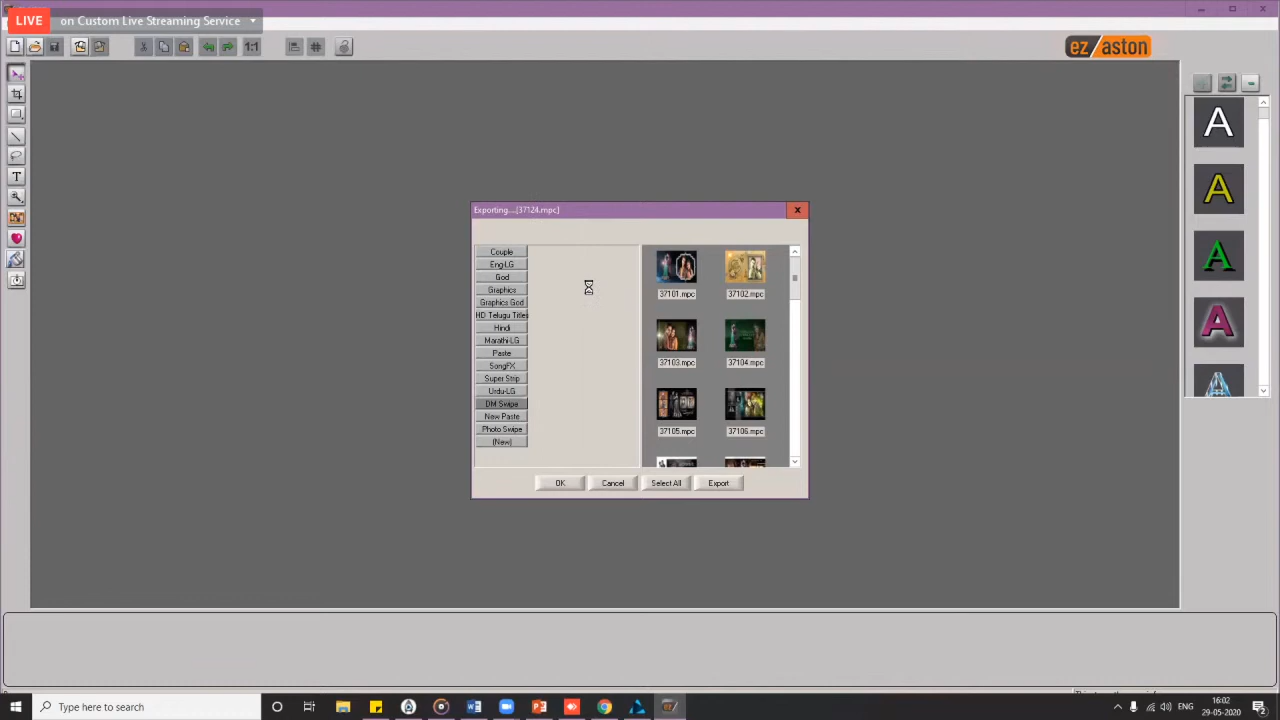 LIVE on Custom Live Streaming Service
1:1
ez/aston
T
A
A
A
A
Exporting....[37124.mpc]
Couple
Eng-LG
God
Graphics
Graphics God
HD Telugu Titles
Hindi
Marathi-LG
Paste
SongFX
Super Strip
Urdu-LG
DM Swipe
New Paste
Photo Swipe
(New)
37101.mpc 37102.mpc
37103.mpc 37104.mpc
37105.mpc 37106.mpc
OK Cancel Select All Export
Type here to search
ENG 16:02
29-05-2020
2